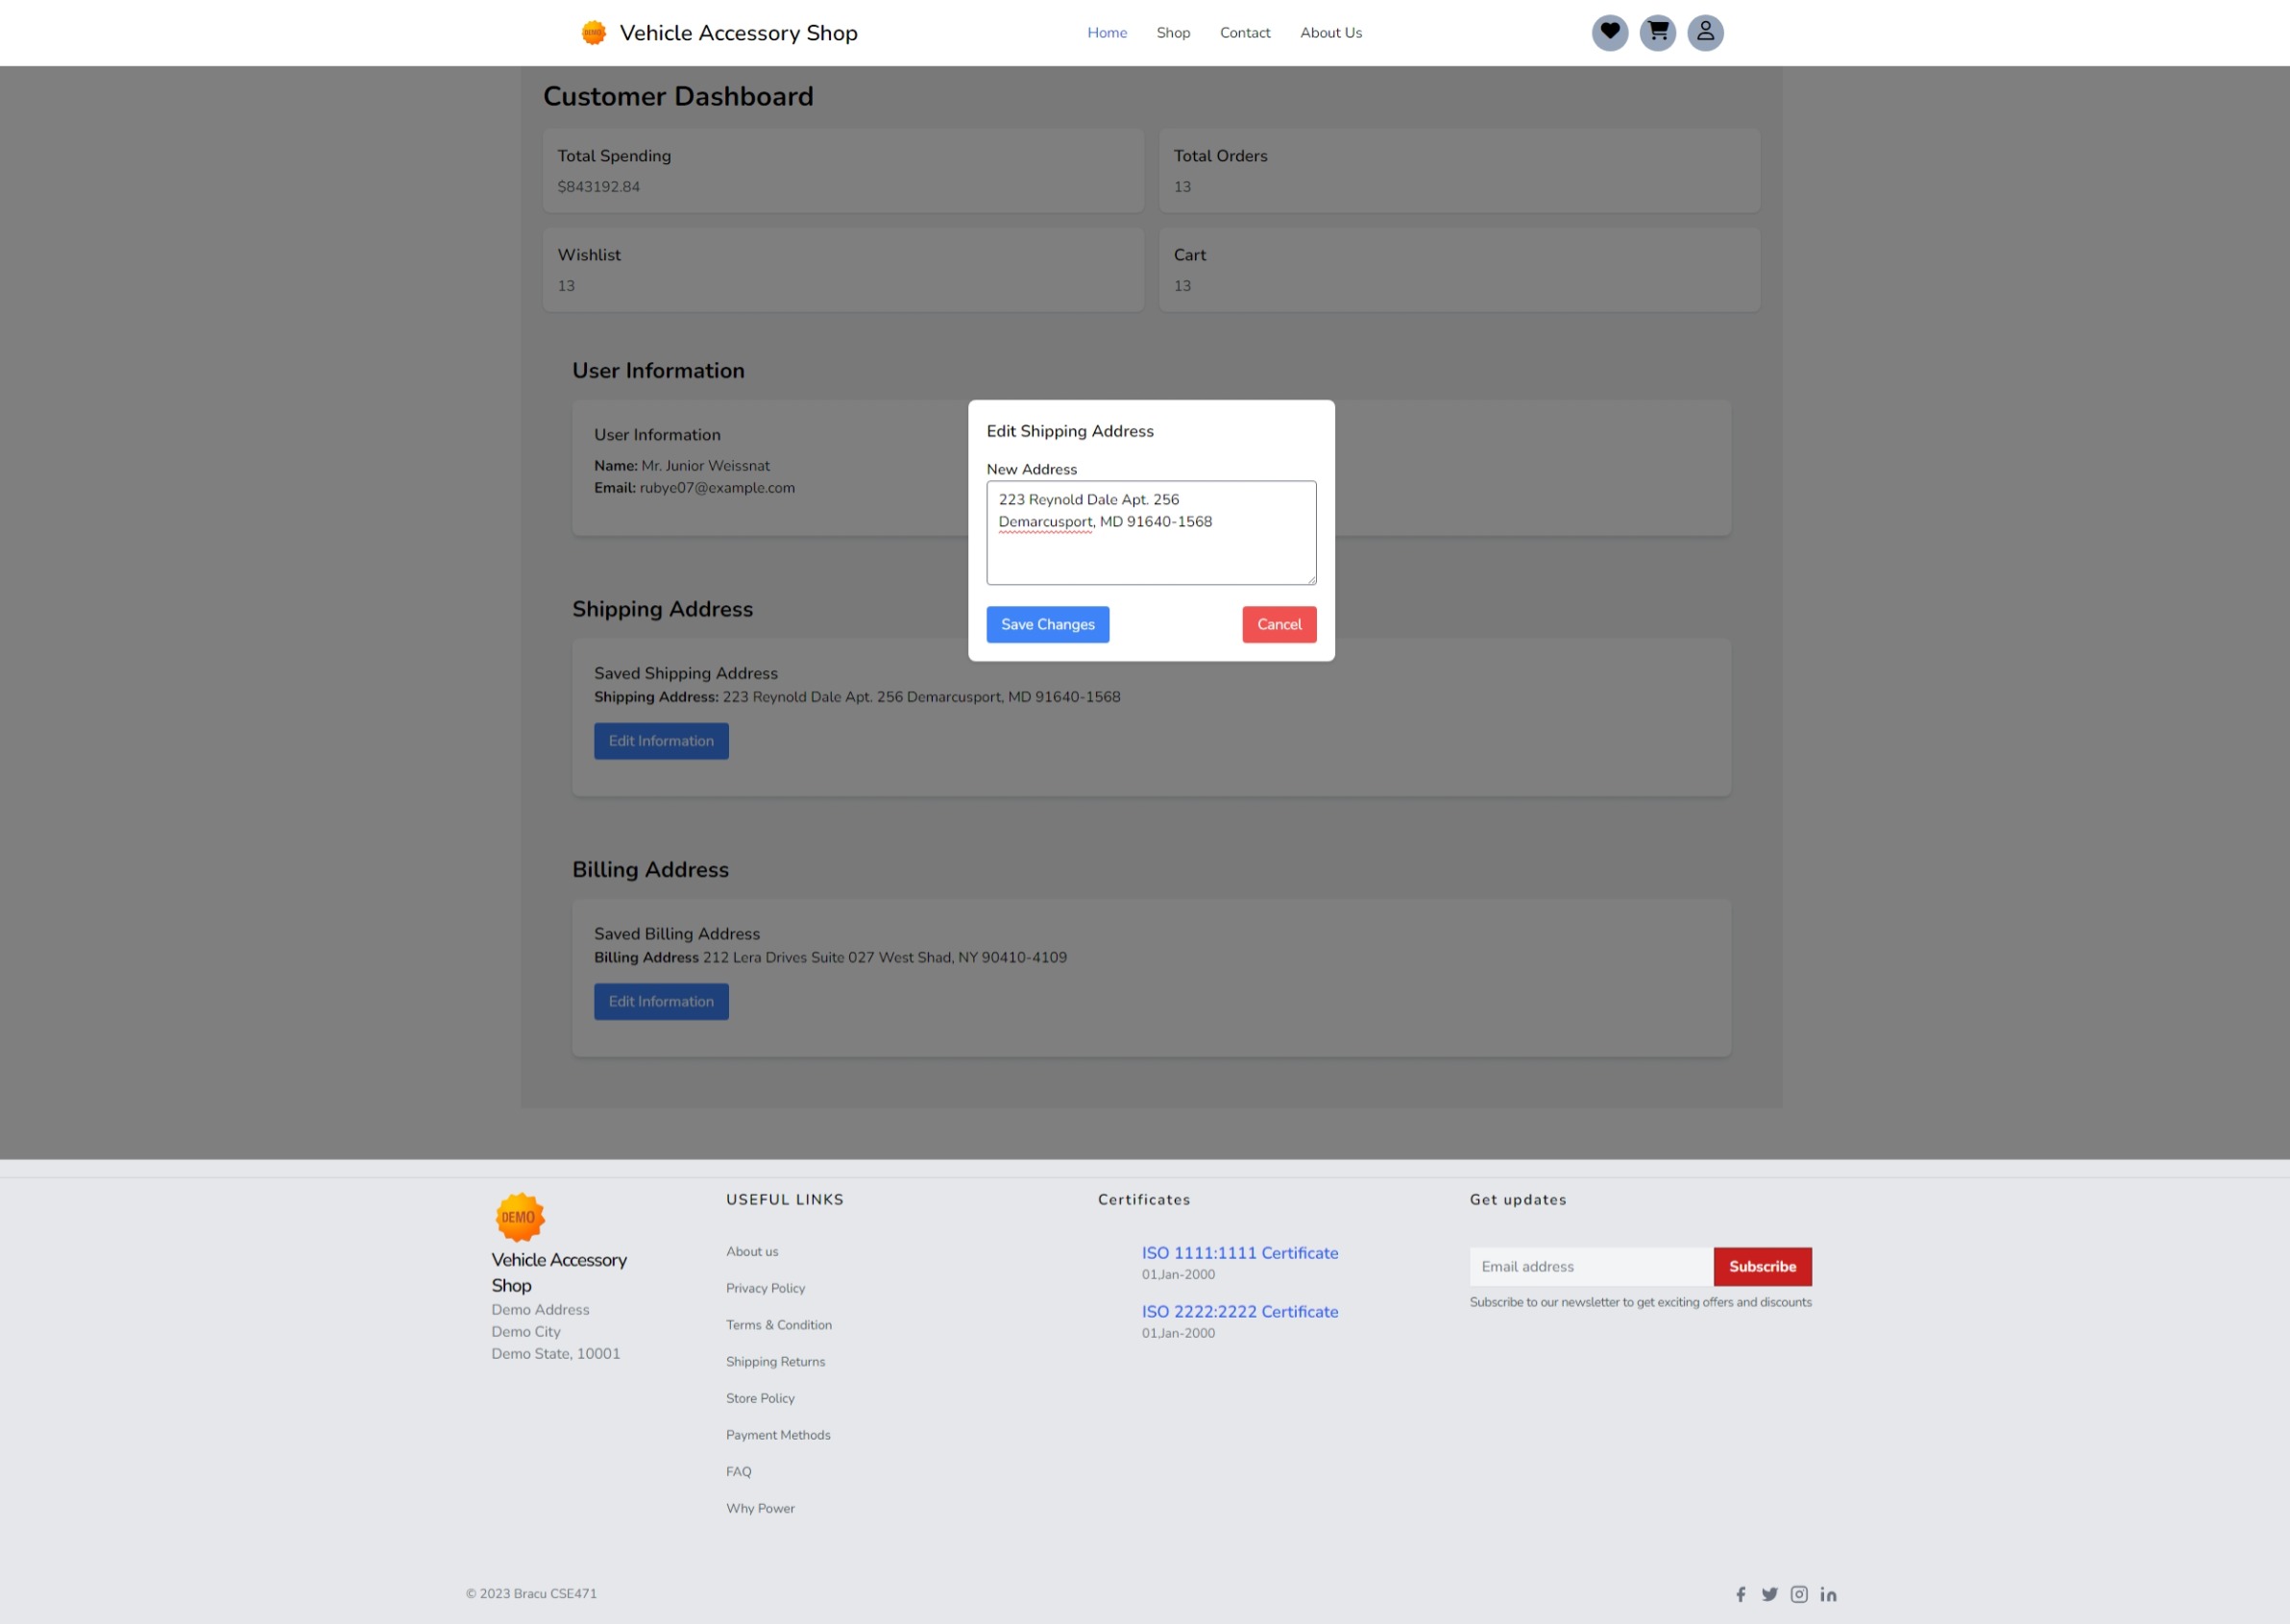 DEMO
Vehicle Accessory Shop
Home
Shop
Contact
About Us
Customer Dashboard
Total Spending
$843192.84
Total Orders
13
Wishlist
13
Cart
13
User Information
User Information
Name: Mr. Junior Weissnat
Email: rubye07@example.com
Edit Shipping Address
New Address
223 Reynold Dale Apt. 256
Demarcusport, MD 91640-1568
Save Changes
Cancel
Shipping Address
Saved Shipping Address
Shipping Address: 223 Reynold Dale Apt. 256 Demarcusport, MD 91640-1568
Edit Information
Billing Address
Saved Billing Address
Billing Address 212 Lera Drives Suite 027 West Shad, NY 90410-4109
Edit Information
DEMO
Vehicle Accessory
Shop
Demo Address
Demo City
Demo State, 10001
USEFUL LINKS
About us
Privacy Policy
Terms & Condition
Shipping Returns
Store Policy
Payment Methods
FAQ
Why Power
Certificates
ISO 1111:1111 Certificate
01,Jan-2000
ISO 2222:2222 Certificate
01,Jan-2000
Get updates
Email address
Subscribe
Subscribe to our newsletter to get exciting offers and discounts
© 2023 Bracu CSE471